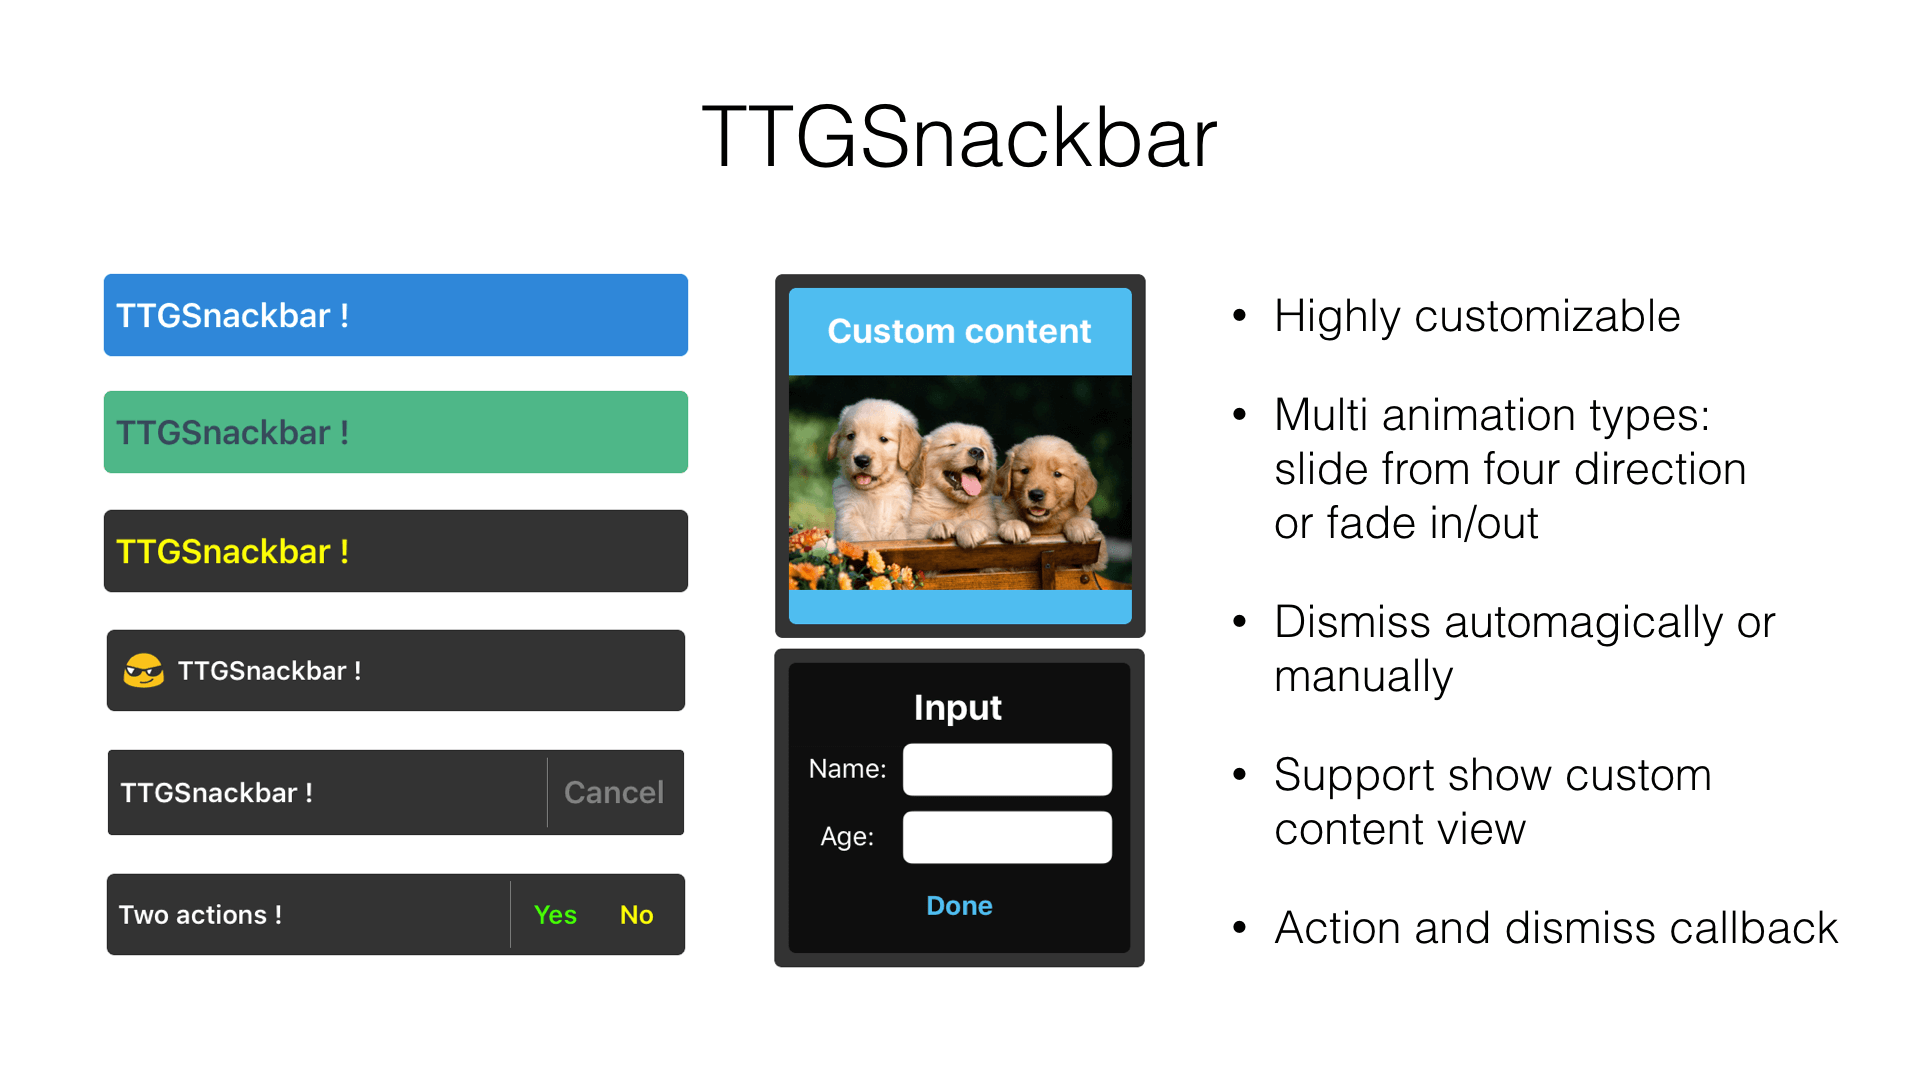 TTGSnackbar
TTGSnackbar !
TTGSnackbar !
TTGSnackbar !
TTGSnackbar !
TTGSnackbar !
Cancel
Two actions !
Yes
No
Custom content
Input
Name:
Age:
Done
• Highly customizable
• Multi animation types:
slide from four direction
or fade in/out
• Dismiss automagically or
manually
• Support show custom
content view
• Action and dismiss callback